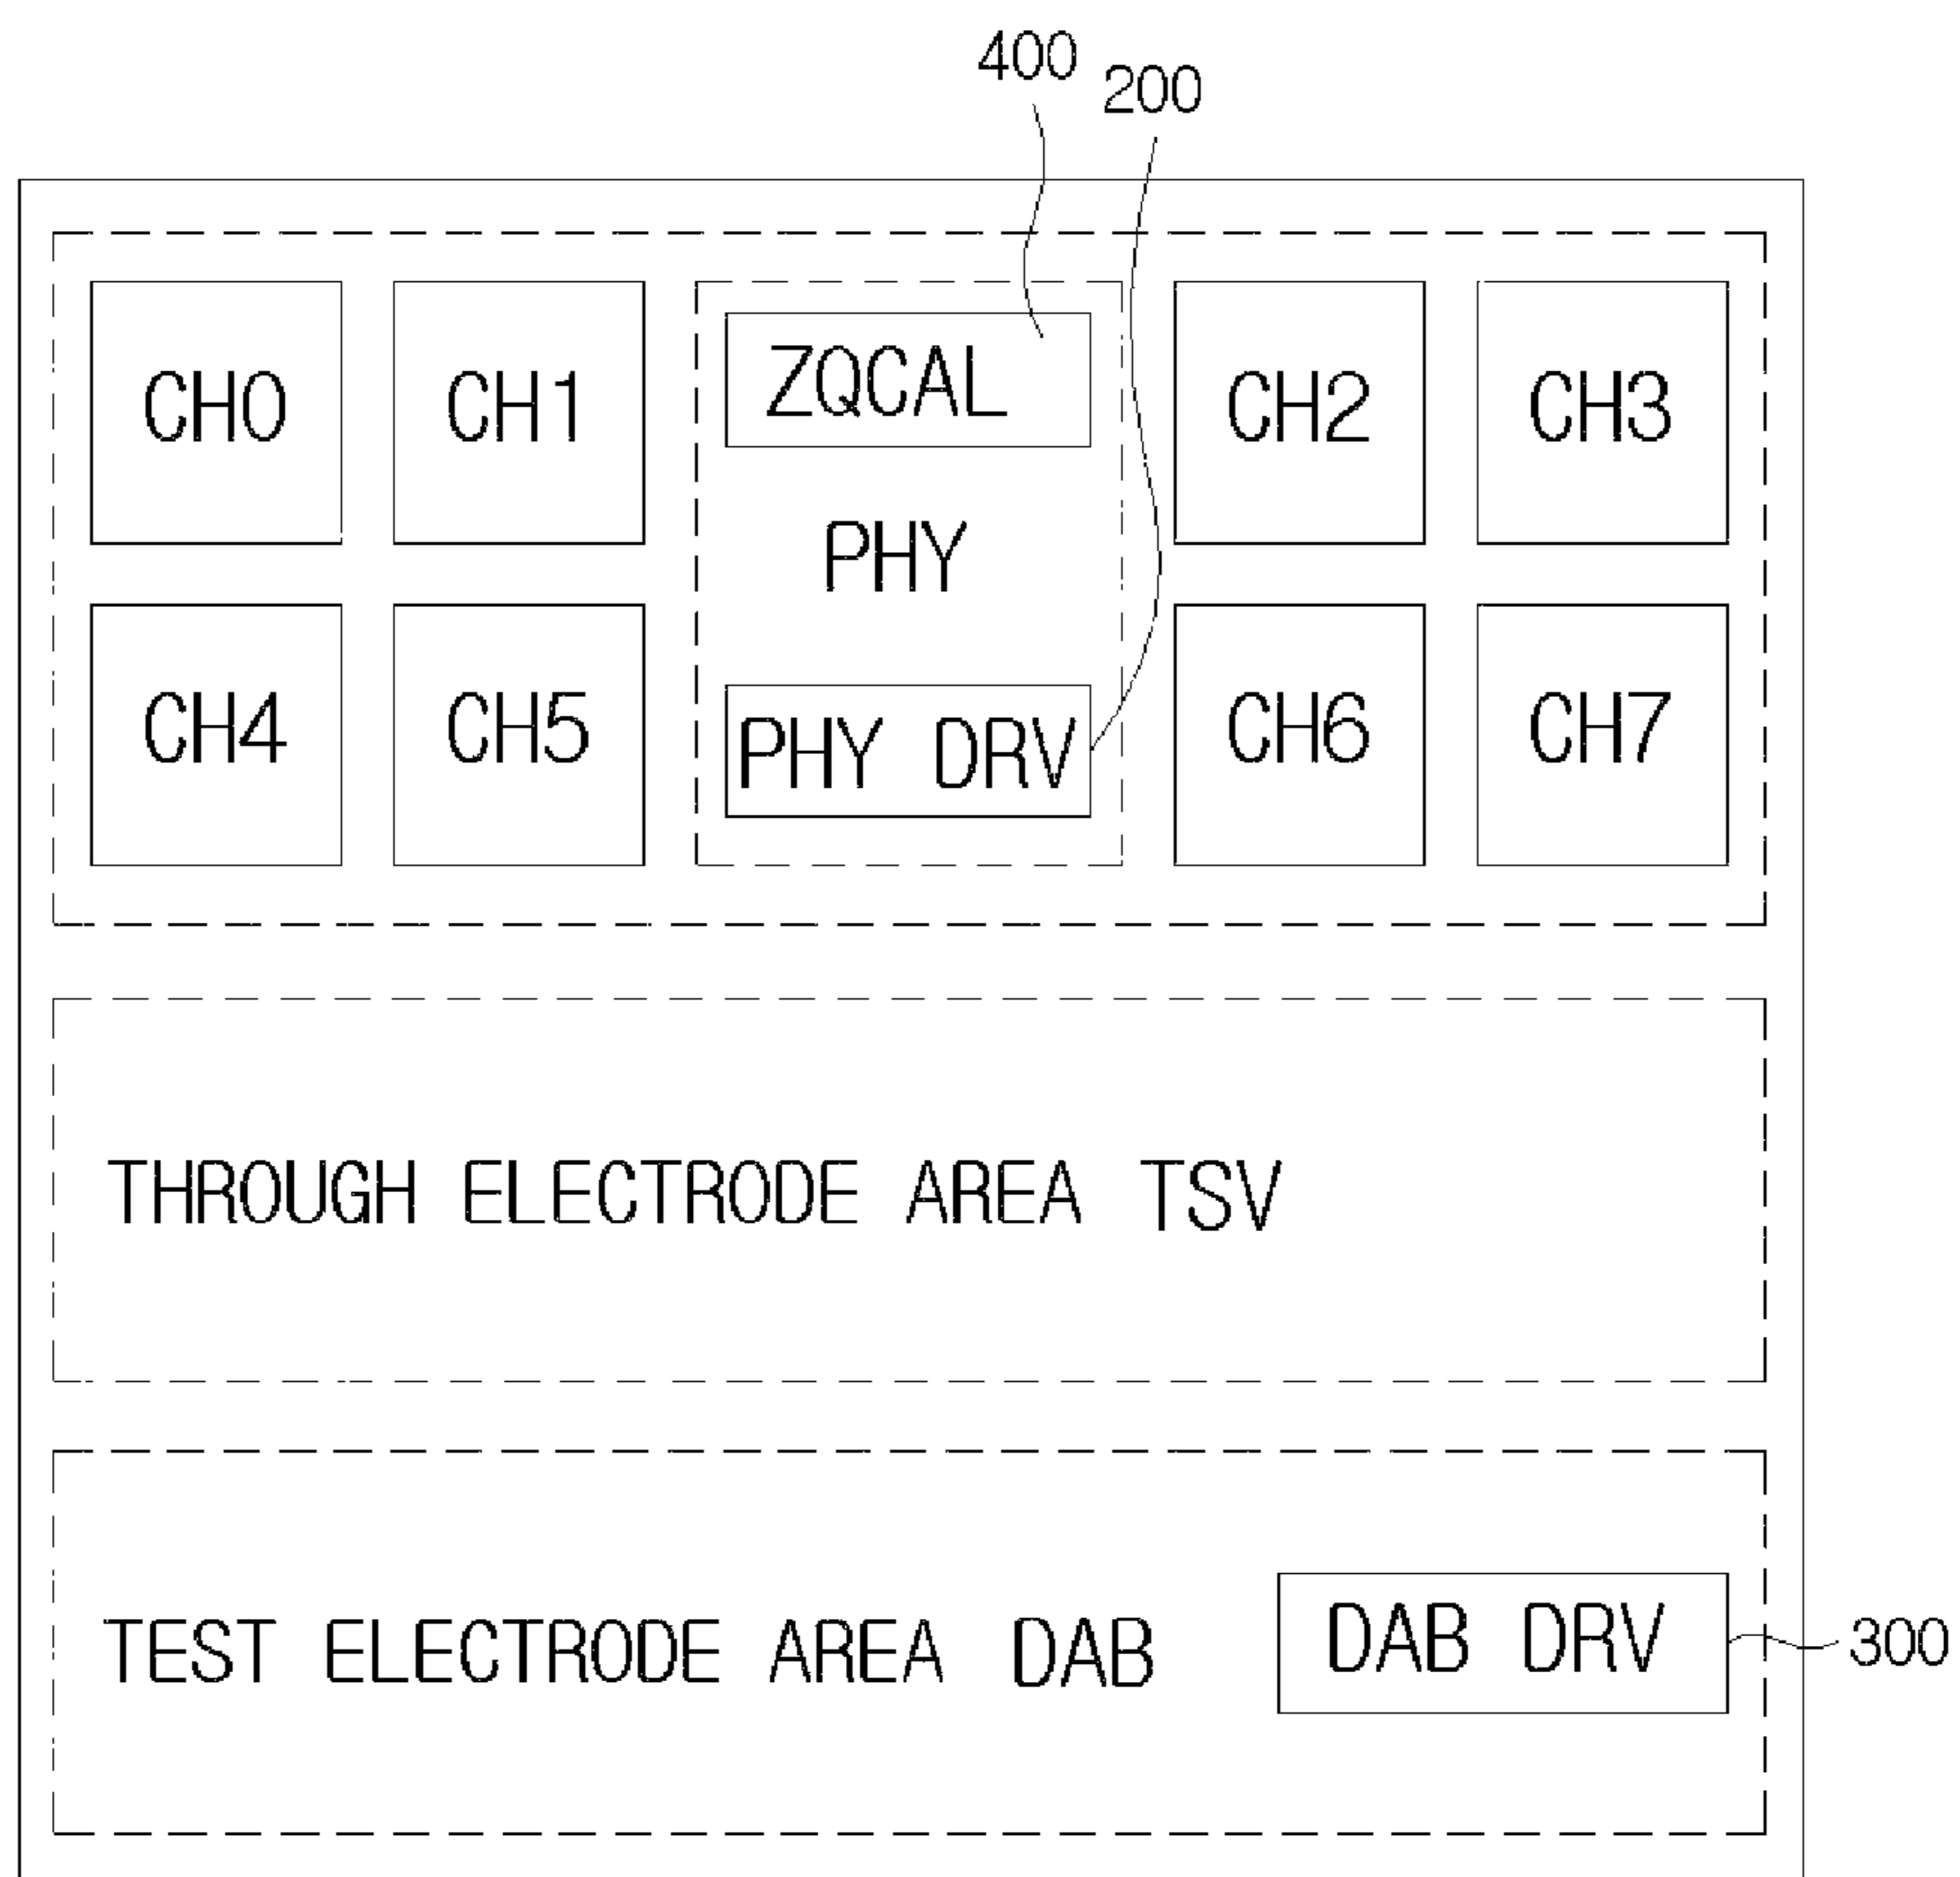 400
200
CH0 CH1 ZQCAL CH2 CH3
PHY
CH4 CH5 PHY DRV CH6 CH7
THROUGH ELECTRODE AREA TSV
TEST ELECTRODE AREA DAB DAB DRV 300